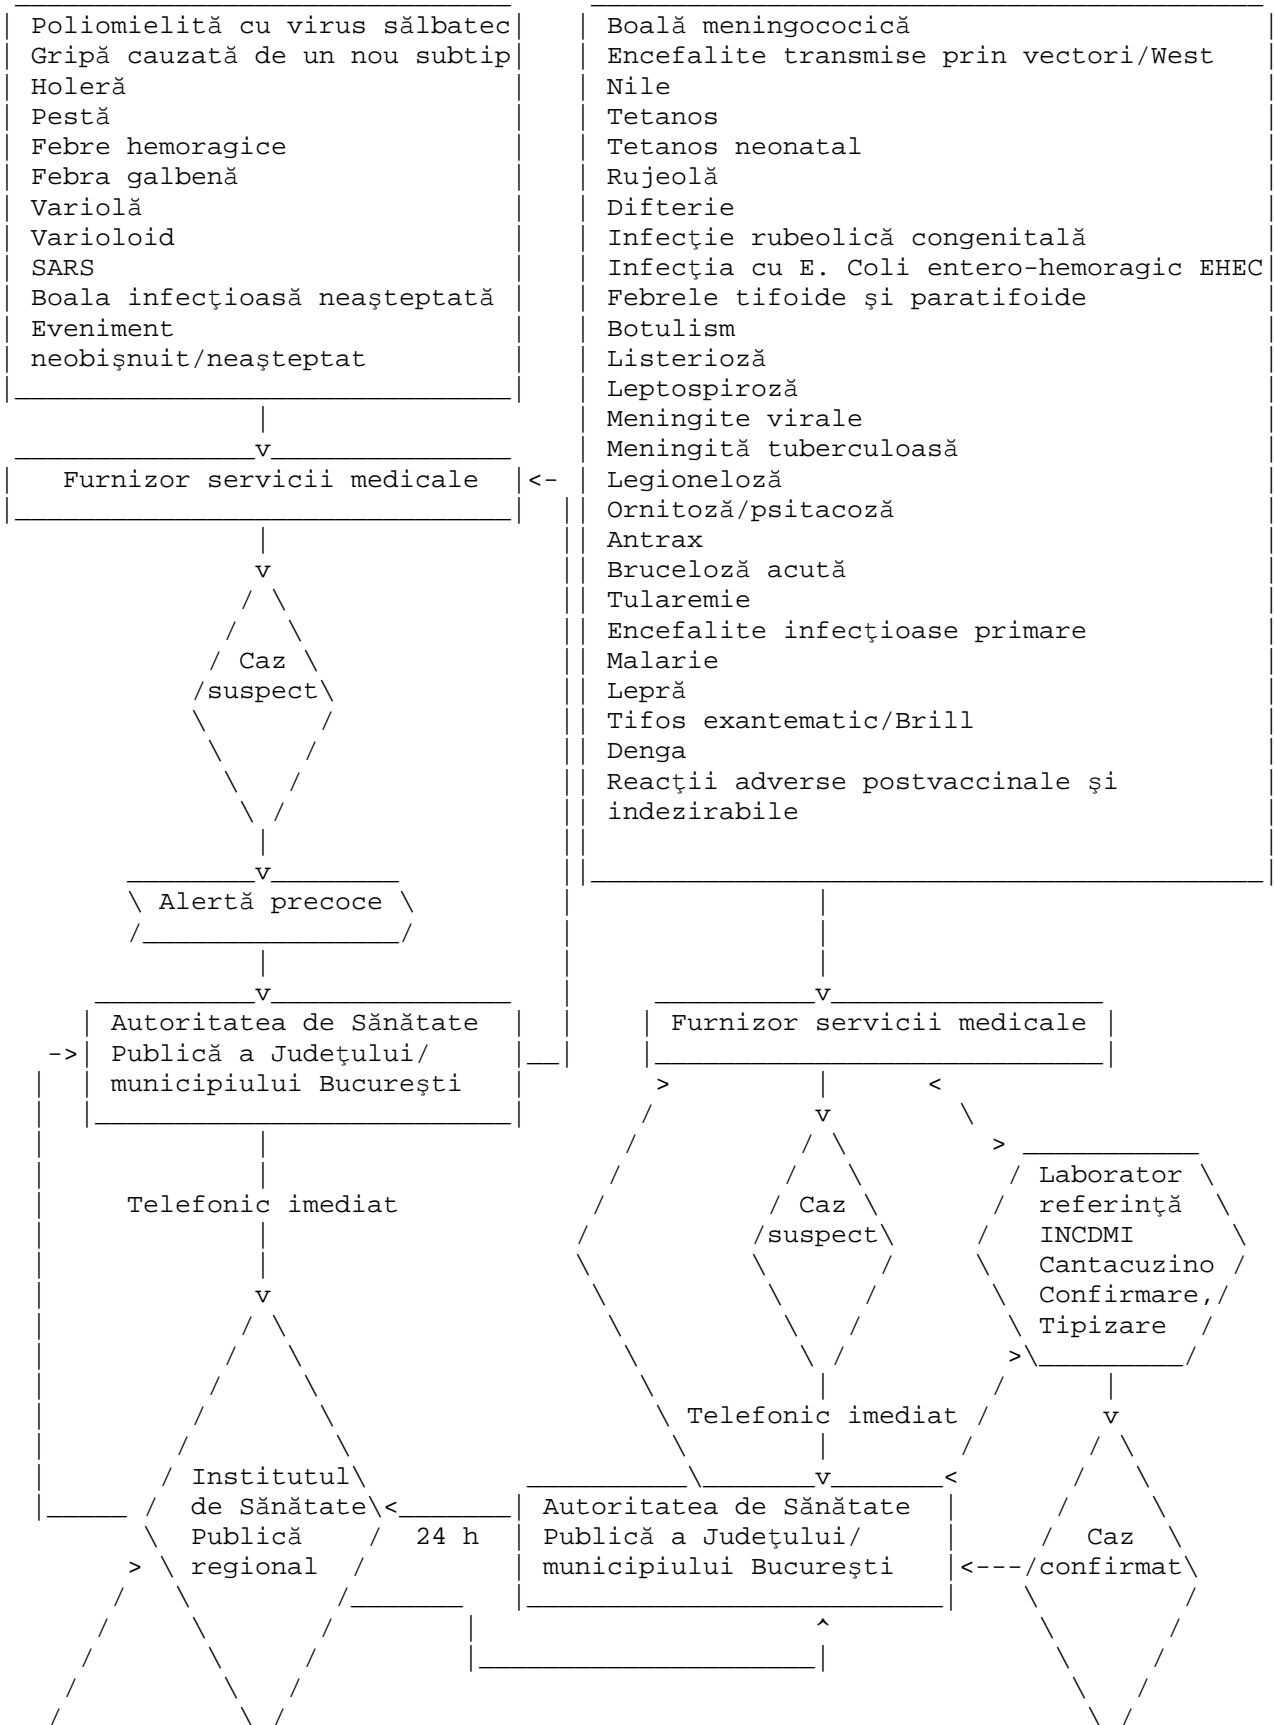 Poliomielită cu virus sălbatec
Gripă cauzată de un nou subtip
Holeră
Pestă
Febre hemoragice
Febra galbenă
Variolă
Varioloid
SARS
Boala infecţioasă neaşteptată
Eveniment
neobişnuit/neaşteptat
Furnizor servicii medicale
Caz
suspect
Alertă precoce
Autoritatea de Sănătate
Publică a Judeţului/
municipiului Bucureşti
Telefonic imediat
Institutul
de Sănătate
Publică
regional
24 h
Boală meningococică
Encefalite transmise prin vectori/West
Nile
Tetanos
Tetanos neonatal
Rujeolă
Difterie
Infecţie rubeolică congenitală
Infecţia cu E. Coli entero-hemoragic EHEC
Febrele tifoide şi paratifoide
Botulism
Listerioză
Leptospiroză
Meningite virale
Meningită tuberculoasă
Legioneloză
Ornitoză/psitacoză
Antrax
Bruceloză acută
Tularemie
Encefalite infecţioase primare
Malarie
Lepră
Tifos exantematic/Brill
Denga
Reacţii adverse postvaccinale şi
indezirabile
Furnizor servicii medicale
Caz
suspect
Telefonic imediat
Autoritatea de Sănătate
Publică a Judeţului/
municipiului Bucureşti
Laborator
referinţă
INCDMI
Cantacuzino
Confirmare,
Tipizare
Caz
confirmat